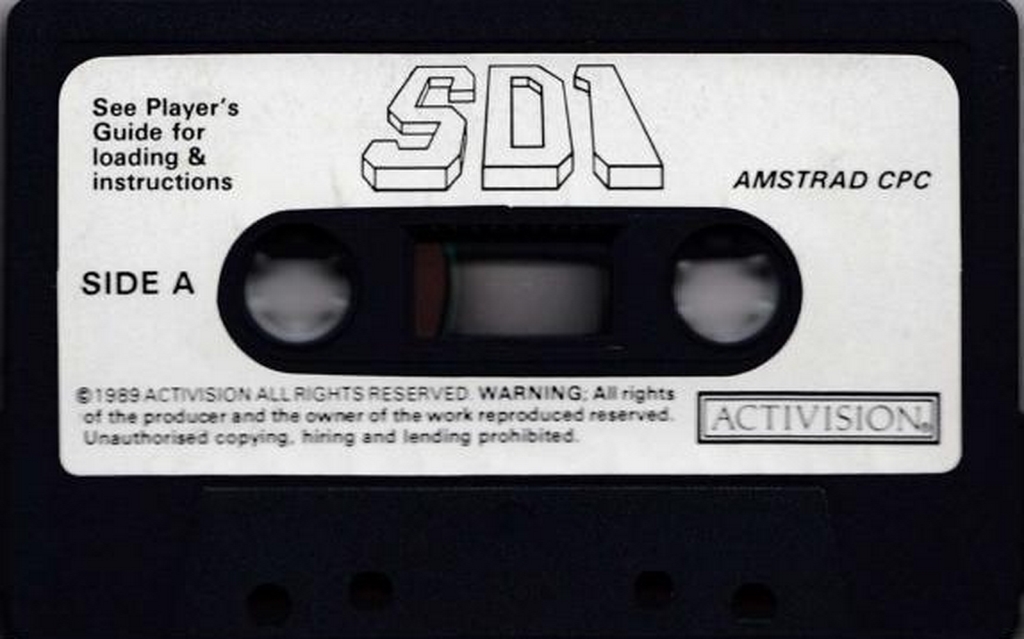 SDI
See Player's
Guide for
loading &
instructions
AMSTRAD CPC
SIDE A
©1989 ACTIVISION ALL RIGHTS RESERVED. WARNING: All rights
of the producer and the owner of the work reproduced reserved.
Unauthorised copying, hiring and lending prohibited.
ACTIVISION®